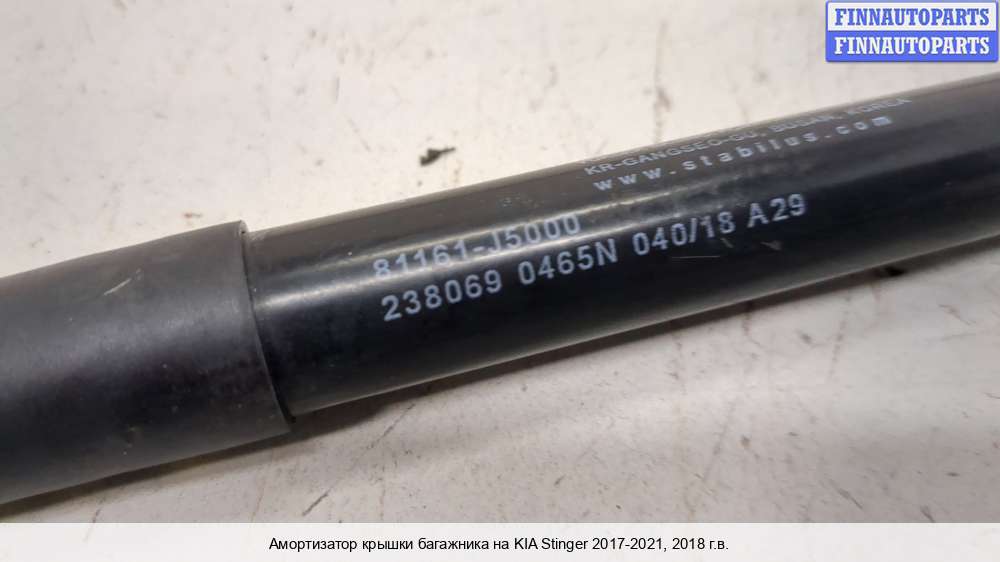 FINNAUTOPARTS
FINNAUTOPARTS
KR-GANGSEO-GU, BUSAN, KOREA
www.stabilus.com
81161-J5000
238069 0465N 040/18 A29
Амортизатор крышки багажника на KIA Stinger 2017-2021, 2018 г.в.